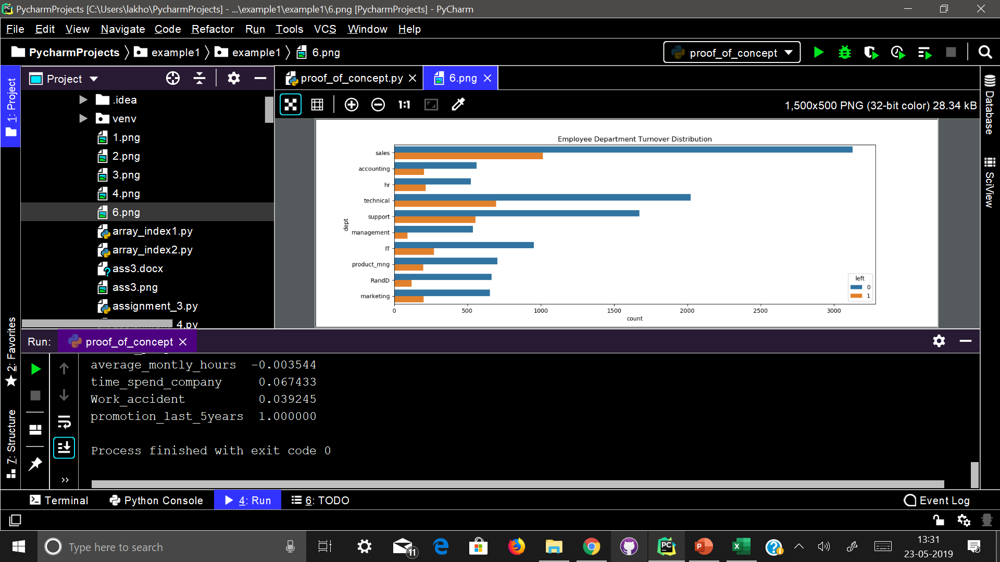 PycharmProjects [C:\Users\lakho\PycharmProjects] - ...\example1\example1\6.png [PycharmProjects] - PyCharm
File Edit View Navigate Code Refactor Run Tools VCS Window Help
PycharmProjects example1 example1 6.png
proof_of_concept
1: Project
Project
proof_of_concept.py
6.png
Database
SciView
.idea
venv
1.png
2.png
3.png
4.png
6.png
array_index1.py
array_index2.py
ass3.docx
ass3.png
assignment_3.py
4.py
1:1
1,500x500 PNG (32-bit color) 28.34 kB
Employee Department Turnover Distribution
dept
sales
accounting
hr
technical
support
management
IT
product_mng
RandD
marketing
left
0
1
0 500 1000 1500 2000 2500 3000
count
2: Favorites
7: Structure
Run: proof_of_concept
average_montly_hours -0.003544
time_spend_company 0.067433
Work_accident 0.039245
promotion_last_5years 1.000000
Process finished with exit code 0
Terminal Python Console 4: Run 6: TODO Event Log
Type here to search
11
13:31
23-05-2019